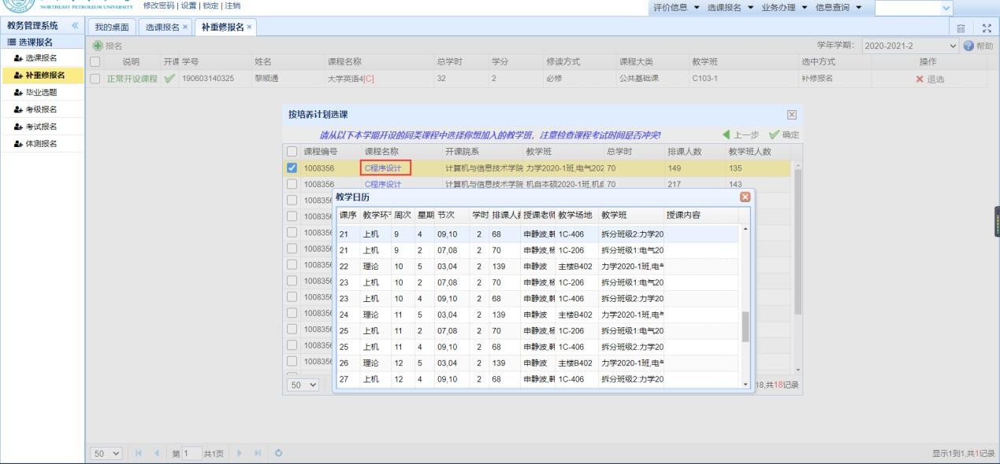 NORTHEAST PETROLEUM UNIVERSITY 修改密码 | 设置 | 锁定 | 注销 评价信息 选课报名 业务办理 信息查询
教务管理系统 我的桌面 选课报名 × 补重修报名 ×
选课报名
选课报名
补重修报名
毕业选题
考级报名
考试报名
体测报名
报名 学年学期: 2020-2021-2 帮助
说明 开课 学号 姓名 课程名称 总学时 学分 修读方式 课程大类 教学班 选中方式 操作
正常开设课程 190603140325 黎顺通 大学英语4[C] 32 2 必修 公共基础课 C103-1 补修报名 退选
按培养计划选课
请从以下本学期开设的同类课程中选择你想加入的教学班，注意检查课程考试时间是否冲突! 上一步 确定
课程编号 课程名称 开课院系 教学班 总学时 排课人数 教学班人数
1008356 C程序设计 计算机与信息技术学院 力学2020-1班,电气202 70 149 135
1008356 C程序设计 计算机与信息技术学院 机自本硕2020-1班,机自 70 217 143
1008356
1008356
1008356
1008356
1008356
1008356
1008356
1008356
1008356
1008356
1008356
教学日历
课序 教学环节 周次 星期 节次 学时 排课人数 授课老师 教学场地 教学班 授课内容
21 上机 9 4 09,10 2 68 申静波,韩 1C-406 拆分班级2:力学20
21 上机 9 2 07,08 2 70 申静波,杨 1C-206 拆分班级1:电气20
22 理论 10 5 03,04 2 139 申静波 主楼B402 力学2020-1班,电气
23 上机 10 2 07,08 2 70 申静波,杨 1C-206 拆分班级1:电气20
23 上机 10 4 09,10 2 68 申静波,韩 1C-406 拆分班级2:力学20
24 理论 11 5 03,04 2 139 申静波 主楼B402 力学2020-1班,电气
25 上机 11 2 07,08 2 70 申静波,杨 1C-206 拆分班级1:电气20
25 上机 11 4 09,10 2 68 申静波,韩 1C-406 拆分班级2:力学20
26 理论 12 5 03,04 2 139 申静波 主楼B402 力学2020-1班,电气
27 上机 12 4 09,10 2 68 申静波,韩 1C-406 拆分班级2:力学20
50 18,共18记录
50 第 1 共1页 显示1到1,共1记录